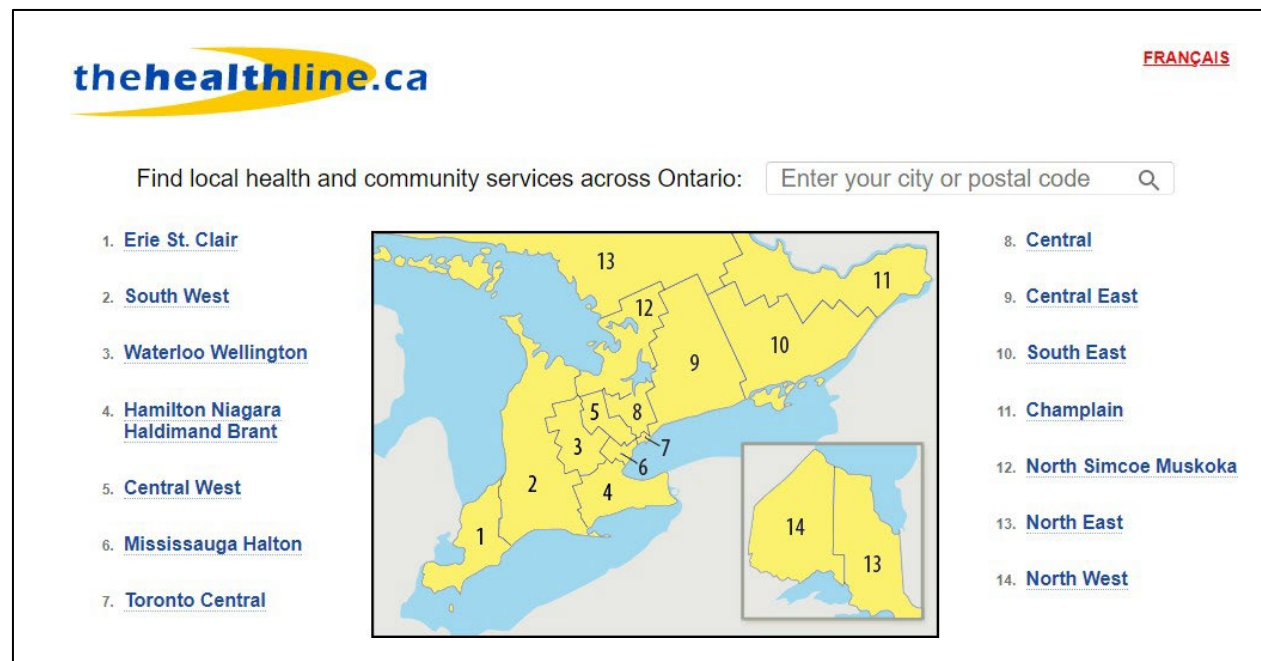 thehealthline.ca
FRANÇAIS
Find local health and community services across Ontario:
Enter your city or postal code
1. Erie St. Clair
2. South West
3. Waterloo Wellington
4. Hamilton Niagara
Haldimand Brant
5. Central West
6. Mississauga Halton
7. Toronto Central
13
12
11
10
9
5
8
7
3
6
2
4
1
14
13
8. Central
9. Central East
10. South East
11. Champlain
12. North Simcoe Muskoka
13. North East
14. North West